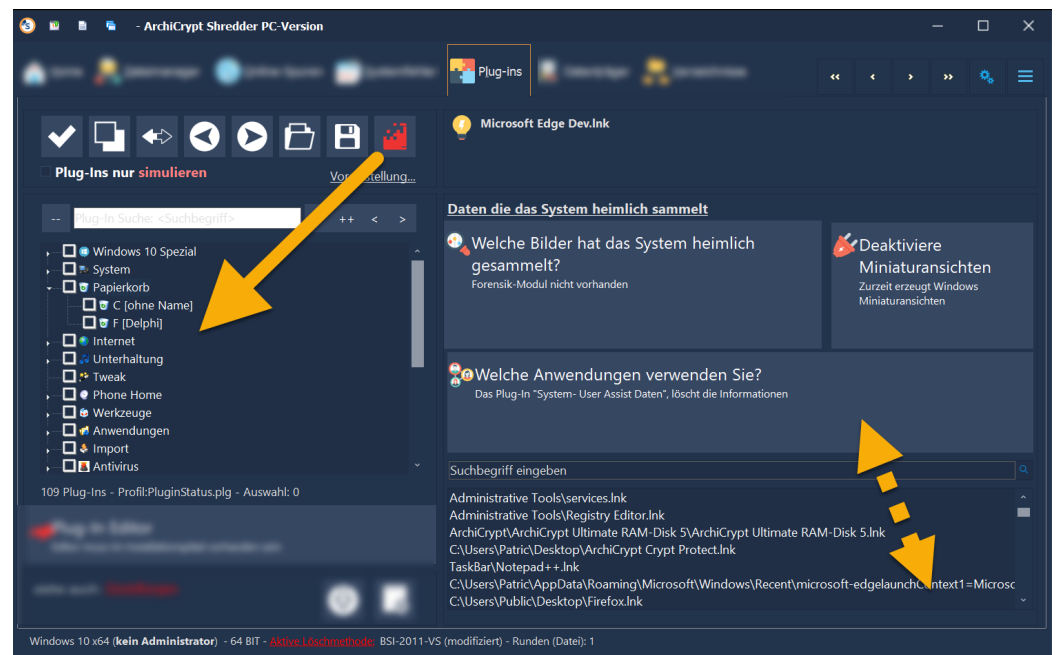 - ArchiCrypt Shredder PC-Version
Plug-ins
Plug-Ins nur simulieren
Microsoft Edge Dev.lnk
-- Plug-In Suche: <Suchbegriff> ++ < >
Windows 10 Spezial
System
Papierkorb
C [ohne Name]
F [Delphi]
Internet
Unterhaltung
Tweak
Phone Home
Werkzeuge
Anwendungen
Import
Antivirus
109 Plug-Ins - Profil:PluginStatus.plg - Auswahl: 0
Daten die das System heimlich sammelt
Welche Bilder hat das System heimlich
gesammelt?
Forensik-Modul nicht vorhanden
Deaktiviere
Miniaturansichten
Zurzeit erzeugt Windows
Miniaturansichten
Welche Anwendungen verwenden Sie?
Das Plug-In "System- User Assist Daten", löscht die Informationen
Suchbegriff eingeben
Administrative Tools\services.lnk
Administrative Tools\Registry Editor.lnk
ArchiCrypt\ArchiCrypt Ultimate RAM-Disk 5\ArchiCrypt Ultimate RAM-Disk 5.lnk
C:\Users\Patric\Desktop\ArchiCrypt Crypt Protect.lnk
TaskBar\Notepad++.lnk
C:\Users\Patric\AppData\Roaming\Microsoft\Windows\Recent\microsoft-edgelaunchContext1=Microsc
C:\Users\Public\Desktop\Firefox.lnk
Windows 10 x64 (kein Administrator) - 64 BIT - Aktive Löschmethode: BSI-2011-VS (modifiziert) - Runden (Datei): 1